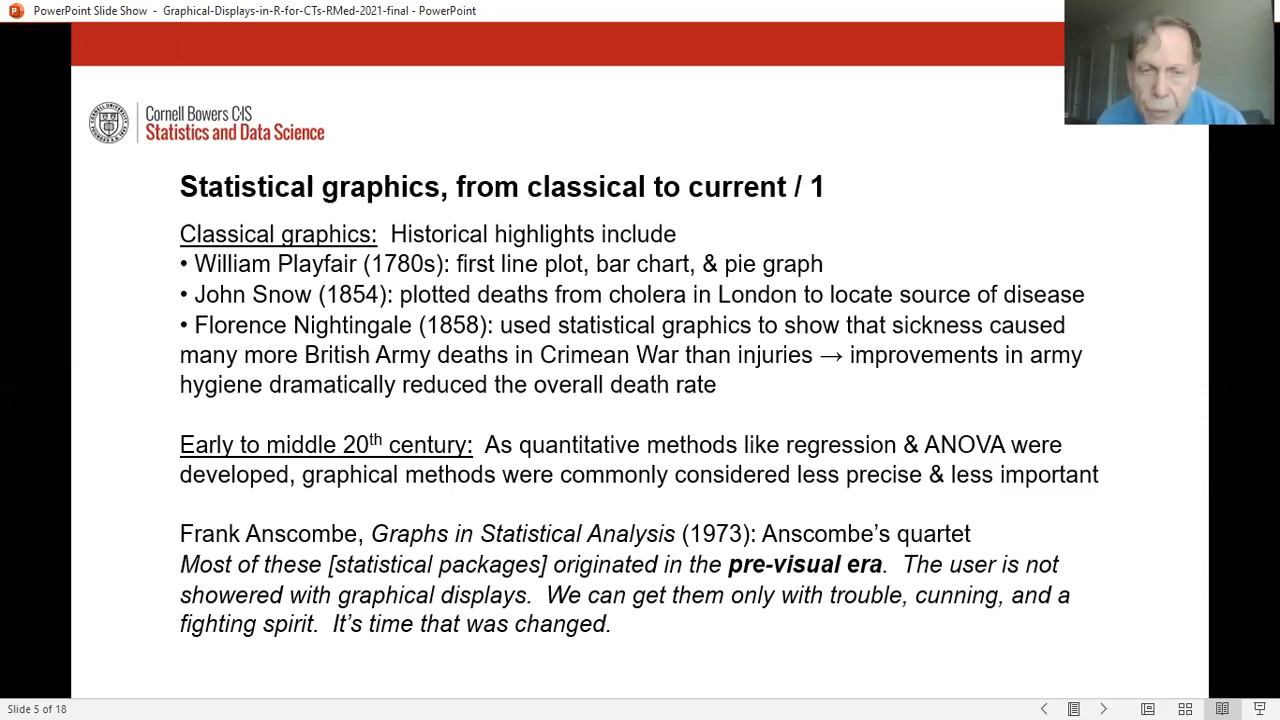 PowerPoint Slide Show - Graphical-Displays-in-R-for-CTs-RMed-2021-final - PowerPoint
Cornell Bowers C·IS
Statistics and Data Science
Statistical graphics, from classical to current / 1
Classical graphics: Historical highlights include
• William Playfair (1780s): first line plot, bar chart, & pie graph
• John Snow (1854): plotted deaths from cholera in London to locate source of disease
• Florence Nightingale (1858): used statistical graphics to show that sickness caused
many more British Army deaths in Crimean War than injuries → improvements in army
hygiene dramatically reduced the overall death rate
Early to middle 20th century: As quantitative methods like regression & ANOVA were
developed, graphical methods were commonly considered less precise & less important
Frank Anscombe, Graphs in Statistical Analysis (1973): Anscombe's quartet
Most of these [statistical packages] originated in the pre-visual era. The user is not
showered with graphical displays. We can get them only with trouble, cunning, and a
fighting spirit. It's time that was changed.
Slide 5 of 18